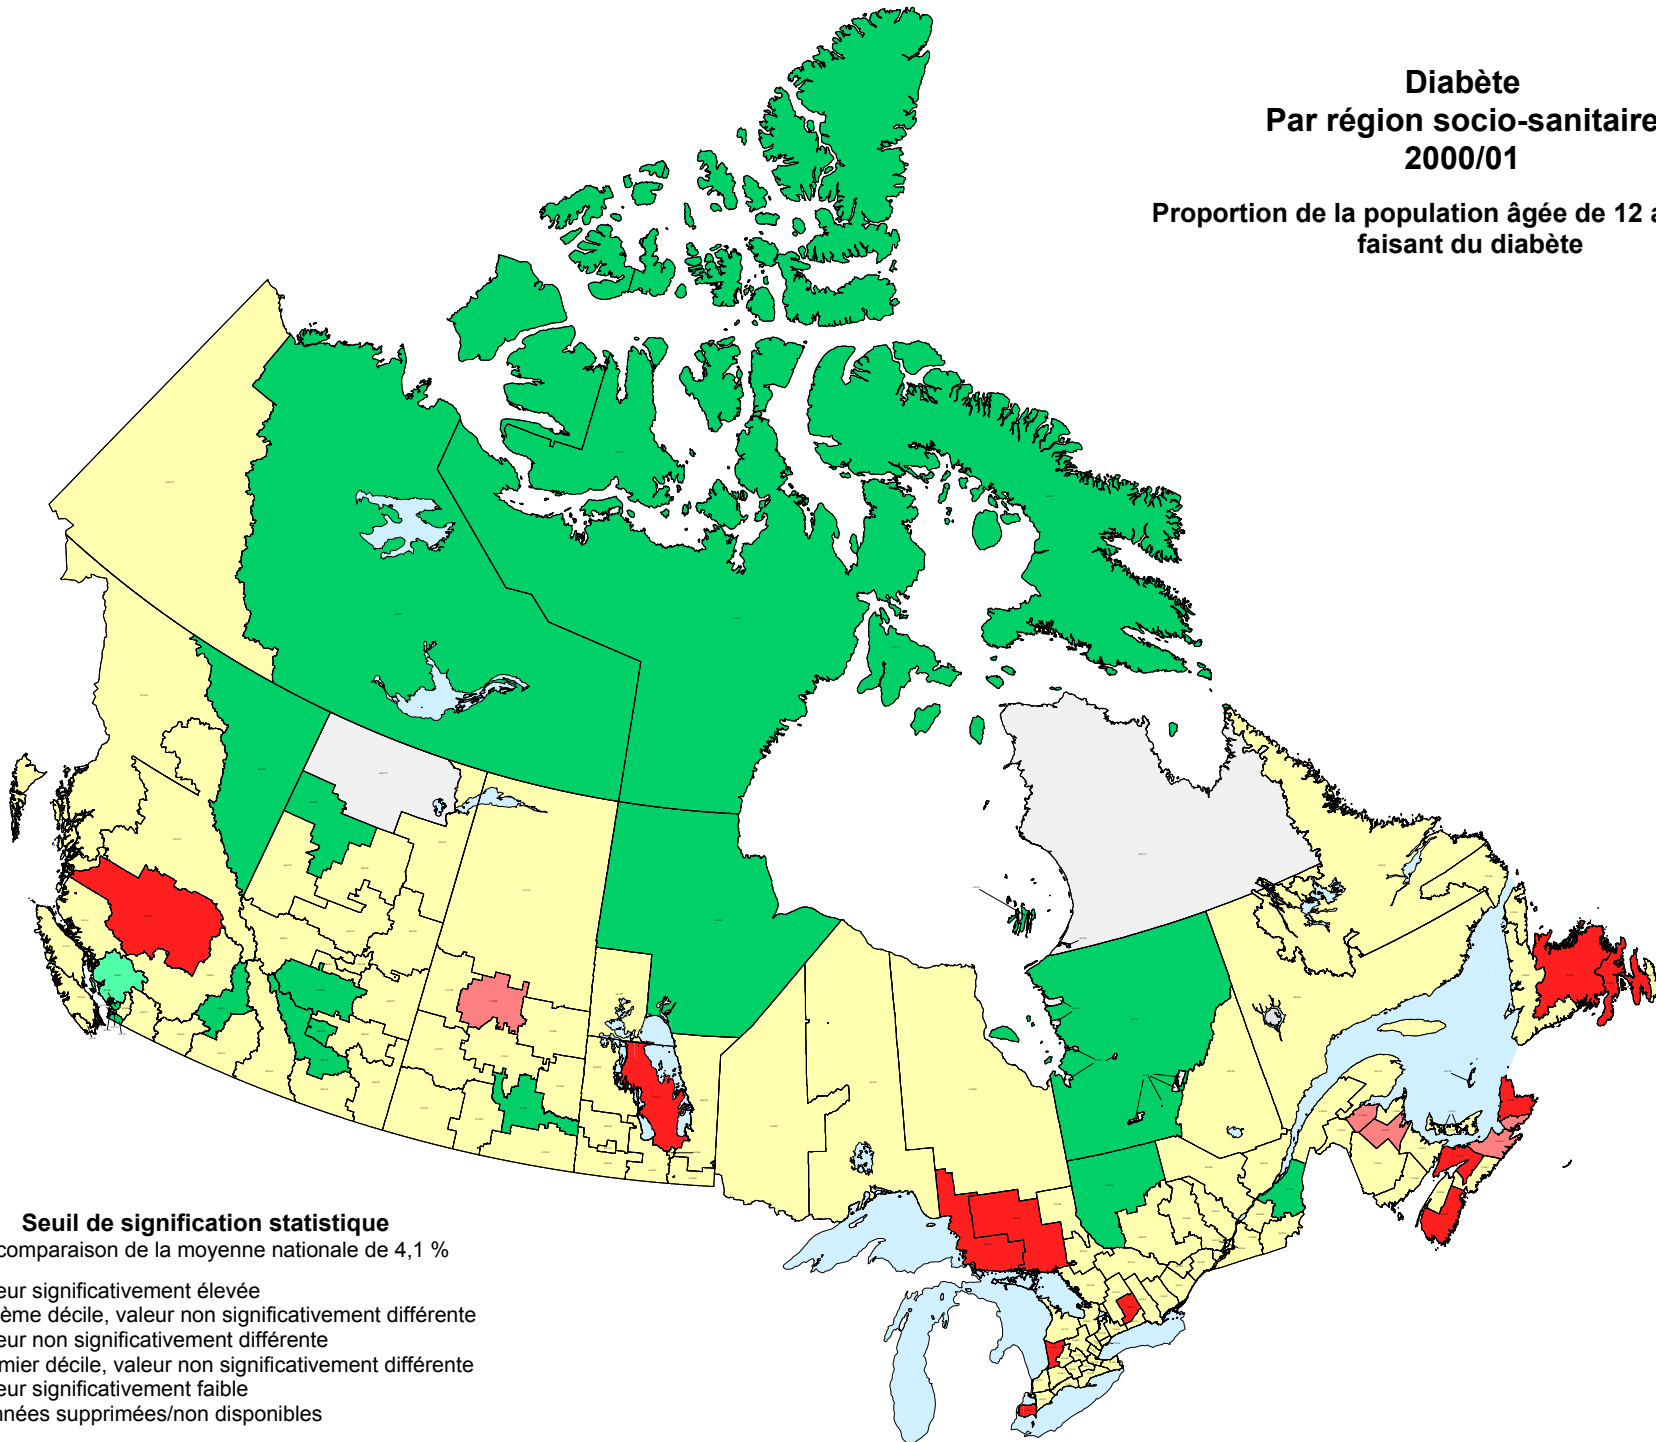 Diabète
Par région socio-sanitaire
2000/01
Proportion de la population âgée de 12 a
faisant du diabète
Seuil de signification statistique
comparaison de la moyenne nationale de 4,1 %
eur significativement élevée
ème décile, valeur non significativement différente
eur non significativement différente
mier décile, valeur non significativement différente
eur significativement faible
nnées supprimées/non disponibles